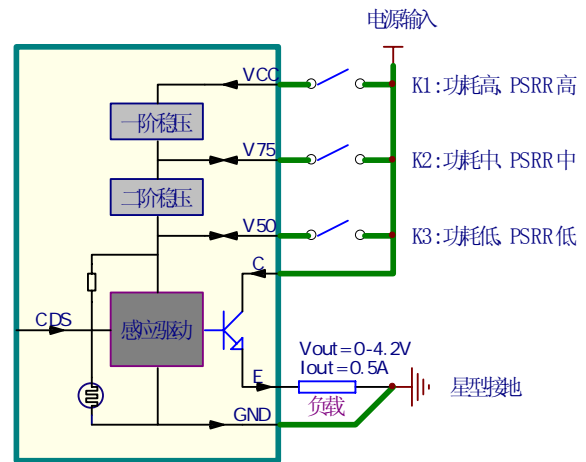 电源输入
VCC
K1:功耗高, PSRR高
一阶稳压
V75
K2:功耗中, PSRR中
二阶稳压
V50
K3:功耗低, PSRR低
C
CDS
感应驱动
Vout=0-4.2V
Iout=0.5A
E
负载
星型接地
GND